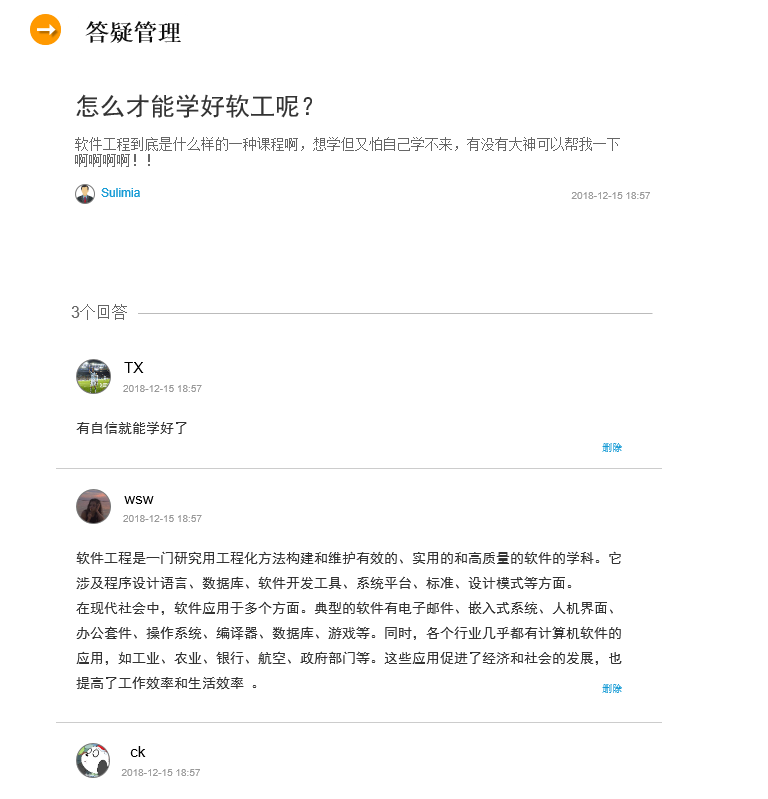 答疑管理
怎么才能学好软工呢?
软件工程到底是什么样的一种课程啊，想学但又怕自己学不来，有没有大神可以帮我一下
啊啊啊啊！！
Sulimia
2018-12-15 18:57
3个回答
TX
2018-12-15 18:57
有自信就能学好了
删除
wsw
2018-12-15 18:57
软件工程是一门研究用工程化方法构建和维护有效的、实用的和高质量的软件的学科。它
涉及程序设计语言、数据库、软件开发工具、系统平台、标准、设计模式等方面。
在现代社会中，软件应用于多个方面。典型的软件有电子邮件、嵌入式系统、人机界面、
办公套件、操作系统、编译器、数据库、游戏等。同时，各个行业几乎都有计算机软件的
应用，如工业、农业、银行、航空、政府部门等。这些应用促进了经济和社会的发展，也
提高了工作效率和生活效率 。
删除
ck
2018-12-15 18:57